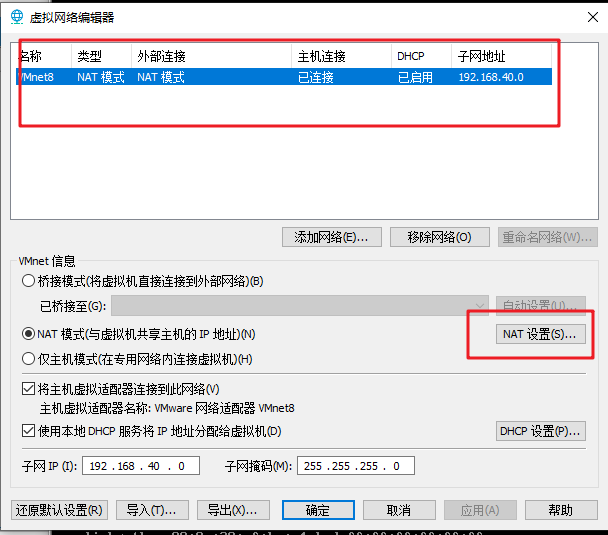 虚拟网络编辑器
名称 类型 外部连接 主机连接 DHCP 子网地址
VMnet8 NAT 模式 NAT 模式 已连接 已启用 192.168.40.0
添加网络(E)... 移除网络(O) 重命名网络(W)...
VMnet 信息
桥接模式(将虚拟机直接连接到外部网络)(B)
已桥接至(G): 自动设置(U)...
NAT 模式(与虚拟机共享主机的 IP 地址)(N) NAT 设置(S)...
仅主机模式(在专用网络内连接虚拟机)(H)
将主机虚拟适配器连接到此网络(V)
主机虚拟适配器名称: VMware 网络适配器 VMnet8
使用本地 DHCP 服务将 IP 地址分配给虚拟机(D) DHCP 设置(P)...
子网 IP (I): 192 . 168 . 40 . 0 子网掩码(M): 255 . 255 . 255 . 0
还原默认设置(R) 导入(T)... 导出(X)... 确定 取消 应用(A) 帮助